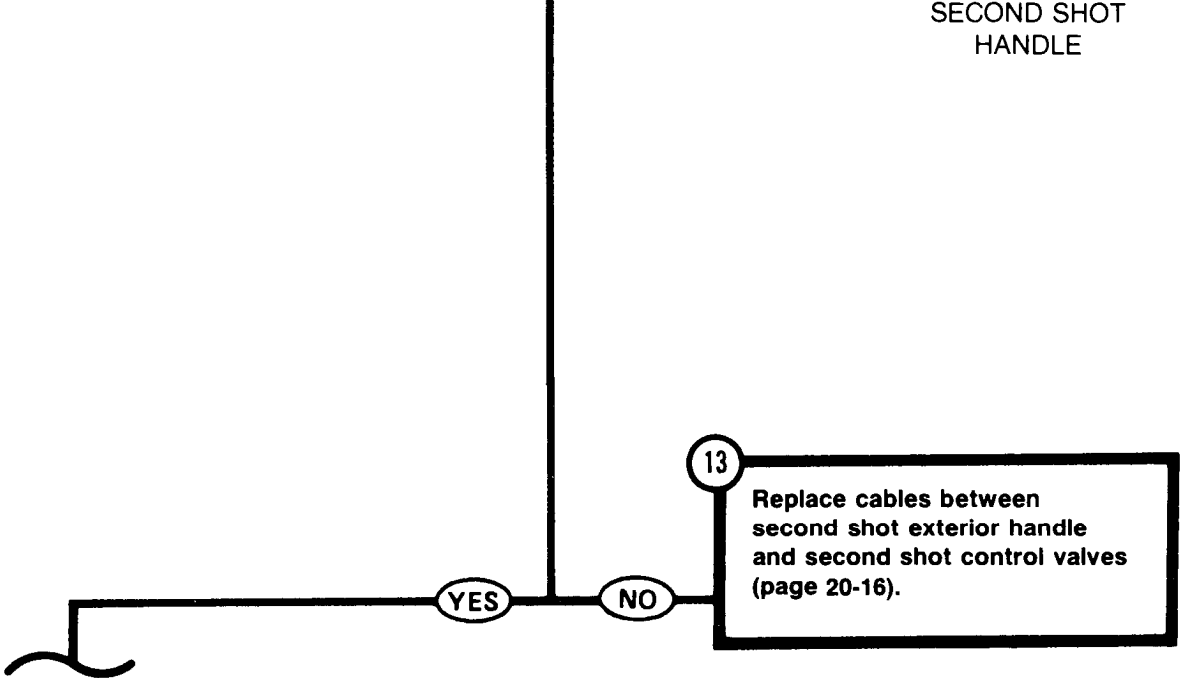 SECOND SHOT
HANDLE
13
Replace cables between
second shot exterior handle
and second shot control valves
(page 20-16).
YES
NO